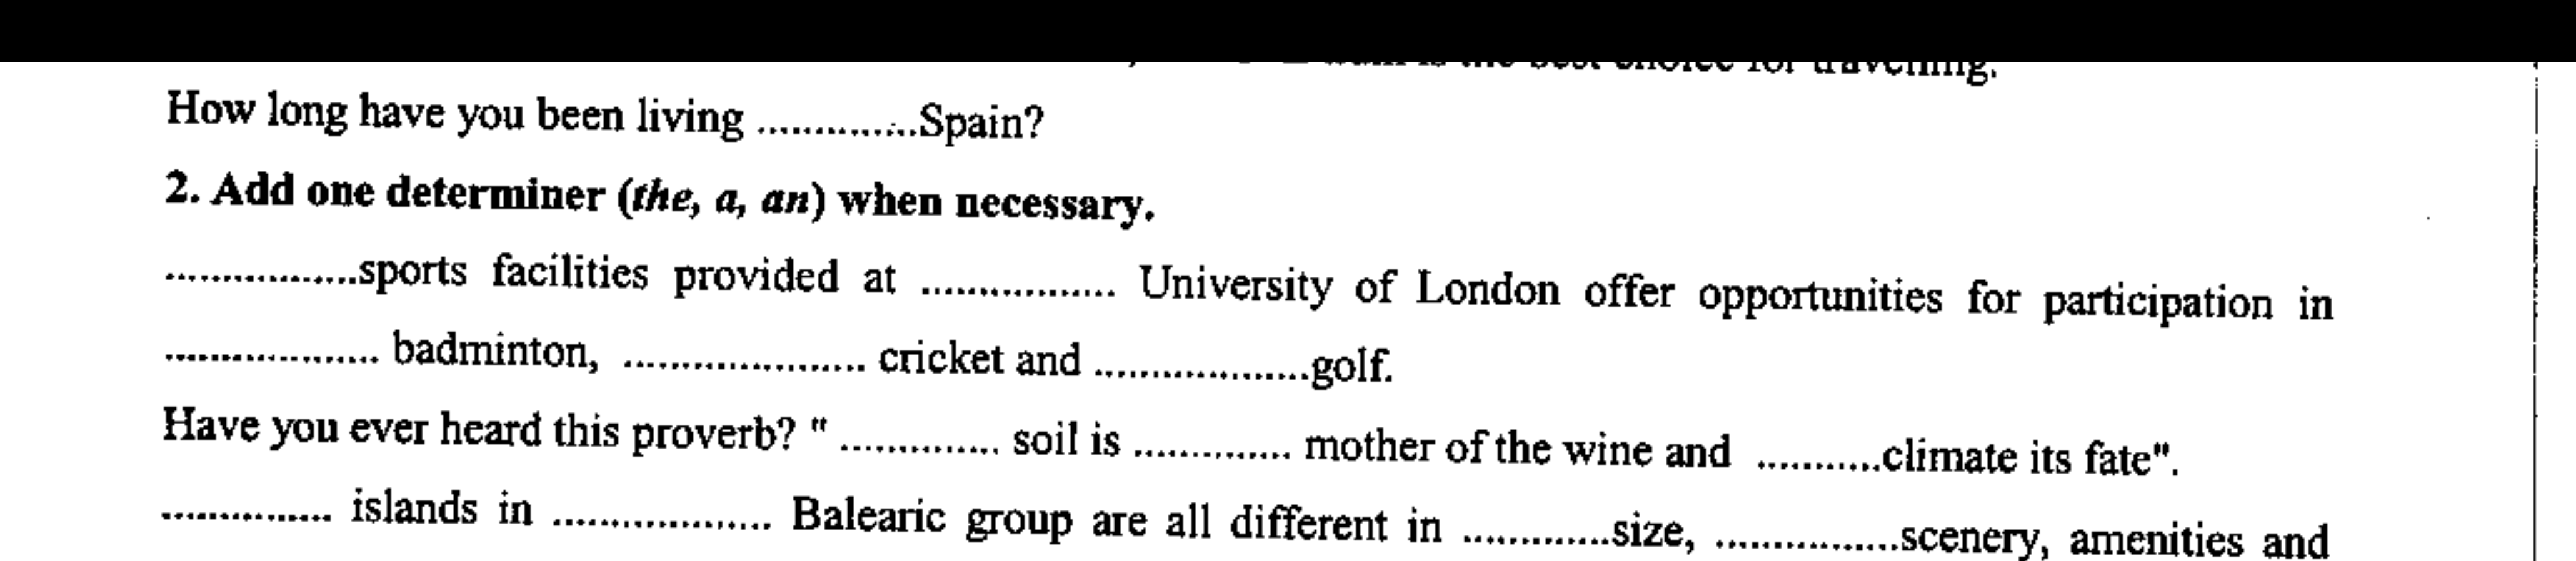 is the best choice for travelling.
How long have you been living ..............Spain?
2. Add one determiner (the, a, an) when necessary.
.................sports facilities provided at ................. University of London offer opportunities for participation in
................... badminton, ..................... cricket and ...................golf.
Have you ever heard this proverb? " .............. soil is .............. mother of the wine and ...........climate its fate".
............... islands in ................... Balearic group are all different in .............size, ................scenery, amenities and